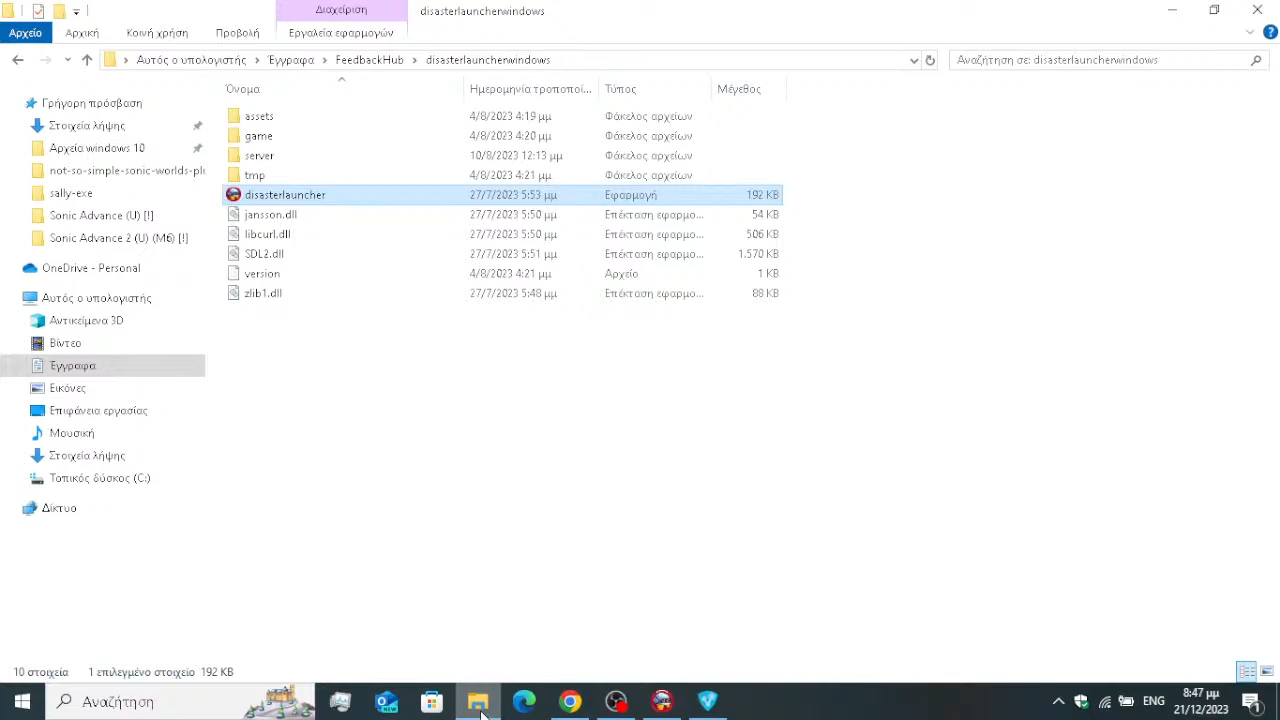 Διαχείριση
disasterlauncherwindows
Αρχείο
Αρχική
Κοινή χρήση
Προβολή
Εργαλεία εφαρμογών
Αυτός ο υπολογιστής
Έγγραφα
FeedbackHub
disasterlauncherwindows
Αναζήτηση σε: disasterlauncherwindows
Όνομα
Ημερομηνία τροποποί...
Τύπος
Μέγεθος
assets 4/8/2023 4:19 μμ Φάκελος αρχείων
game 4/8/2023 4:20 μμ Φάκελος αρχείων
server 10/8/2023 12:13 μμ Φάκελος αρχείων
tmp 4/8/2023 4:21 μμ Φάκελος αρχείων
disasterlauncher 27/7/2023 5:53 μμ Εφαρμογή 192 KB
jansson.dll 27/7/2023 5:50 μμ Επέκταση εφαρμο... 54 KB
libcurl.dll 27/7/2023 5:50 μμ Επέκταση εφαρμο... 506 KB
SDL2.dll 27/7/2023 5:51 μμ Επέκταση εφαρμο... 1.570 KB
version 4/8/2023 4:21 μμ Αρχείο 1 KB
zlib1.dll 27/7/2023 5:48 μμ Επέκταση εφαρμο... 88 KB
Γρήγορη πρόσβαση
Στοιχεία λήψης
Αρχεία windows 10
not-so-simple-sonic-worlds-plu
sally-exe
Sonic Advance (U) [!]
Sonic Advance 2 (U) (M6) [!]
OneDrive - Personal
Αυτός ο υπολογιστής
Αντικείμενα 3D
Βίντεο
Έγγραφα
Εικόνες
Επιφάνεια εργασίας
Μουσική
Στοιχεία λήψης
Τοπικός δίσκος (C:)
Δίκτυο
10 στοιχεία 1 επιλεγμένο στοιχείο 192 KB
Αναζήτηση
NEW
ENG
8:47 μμ
21/12/2023
1